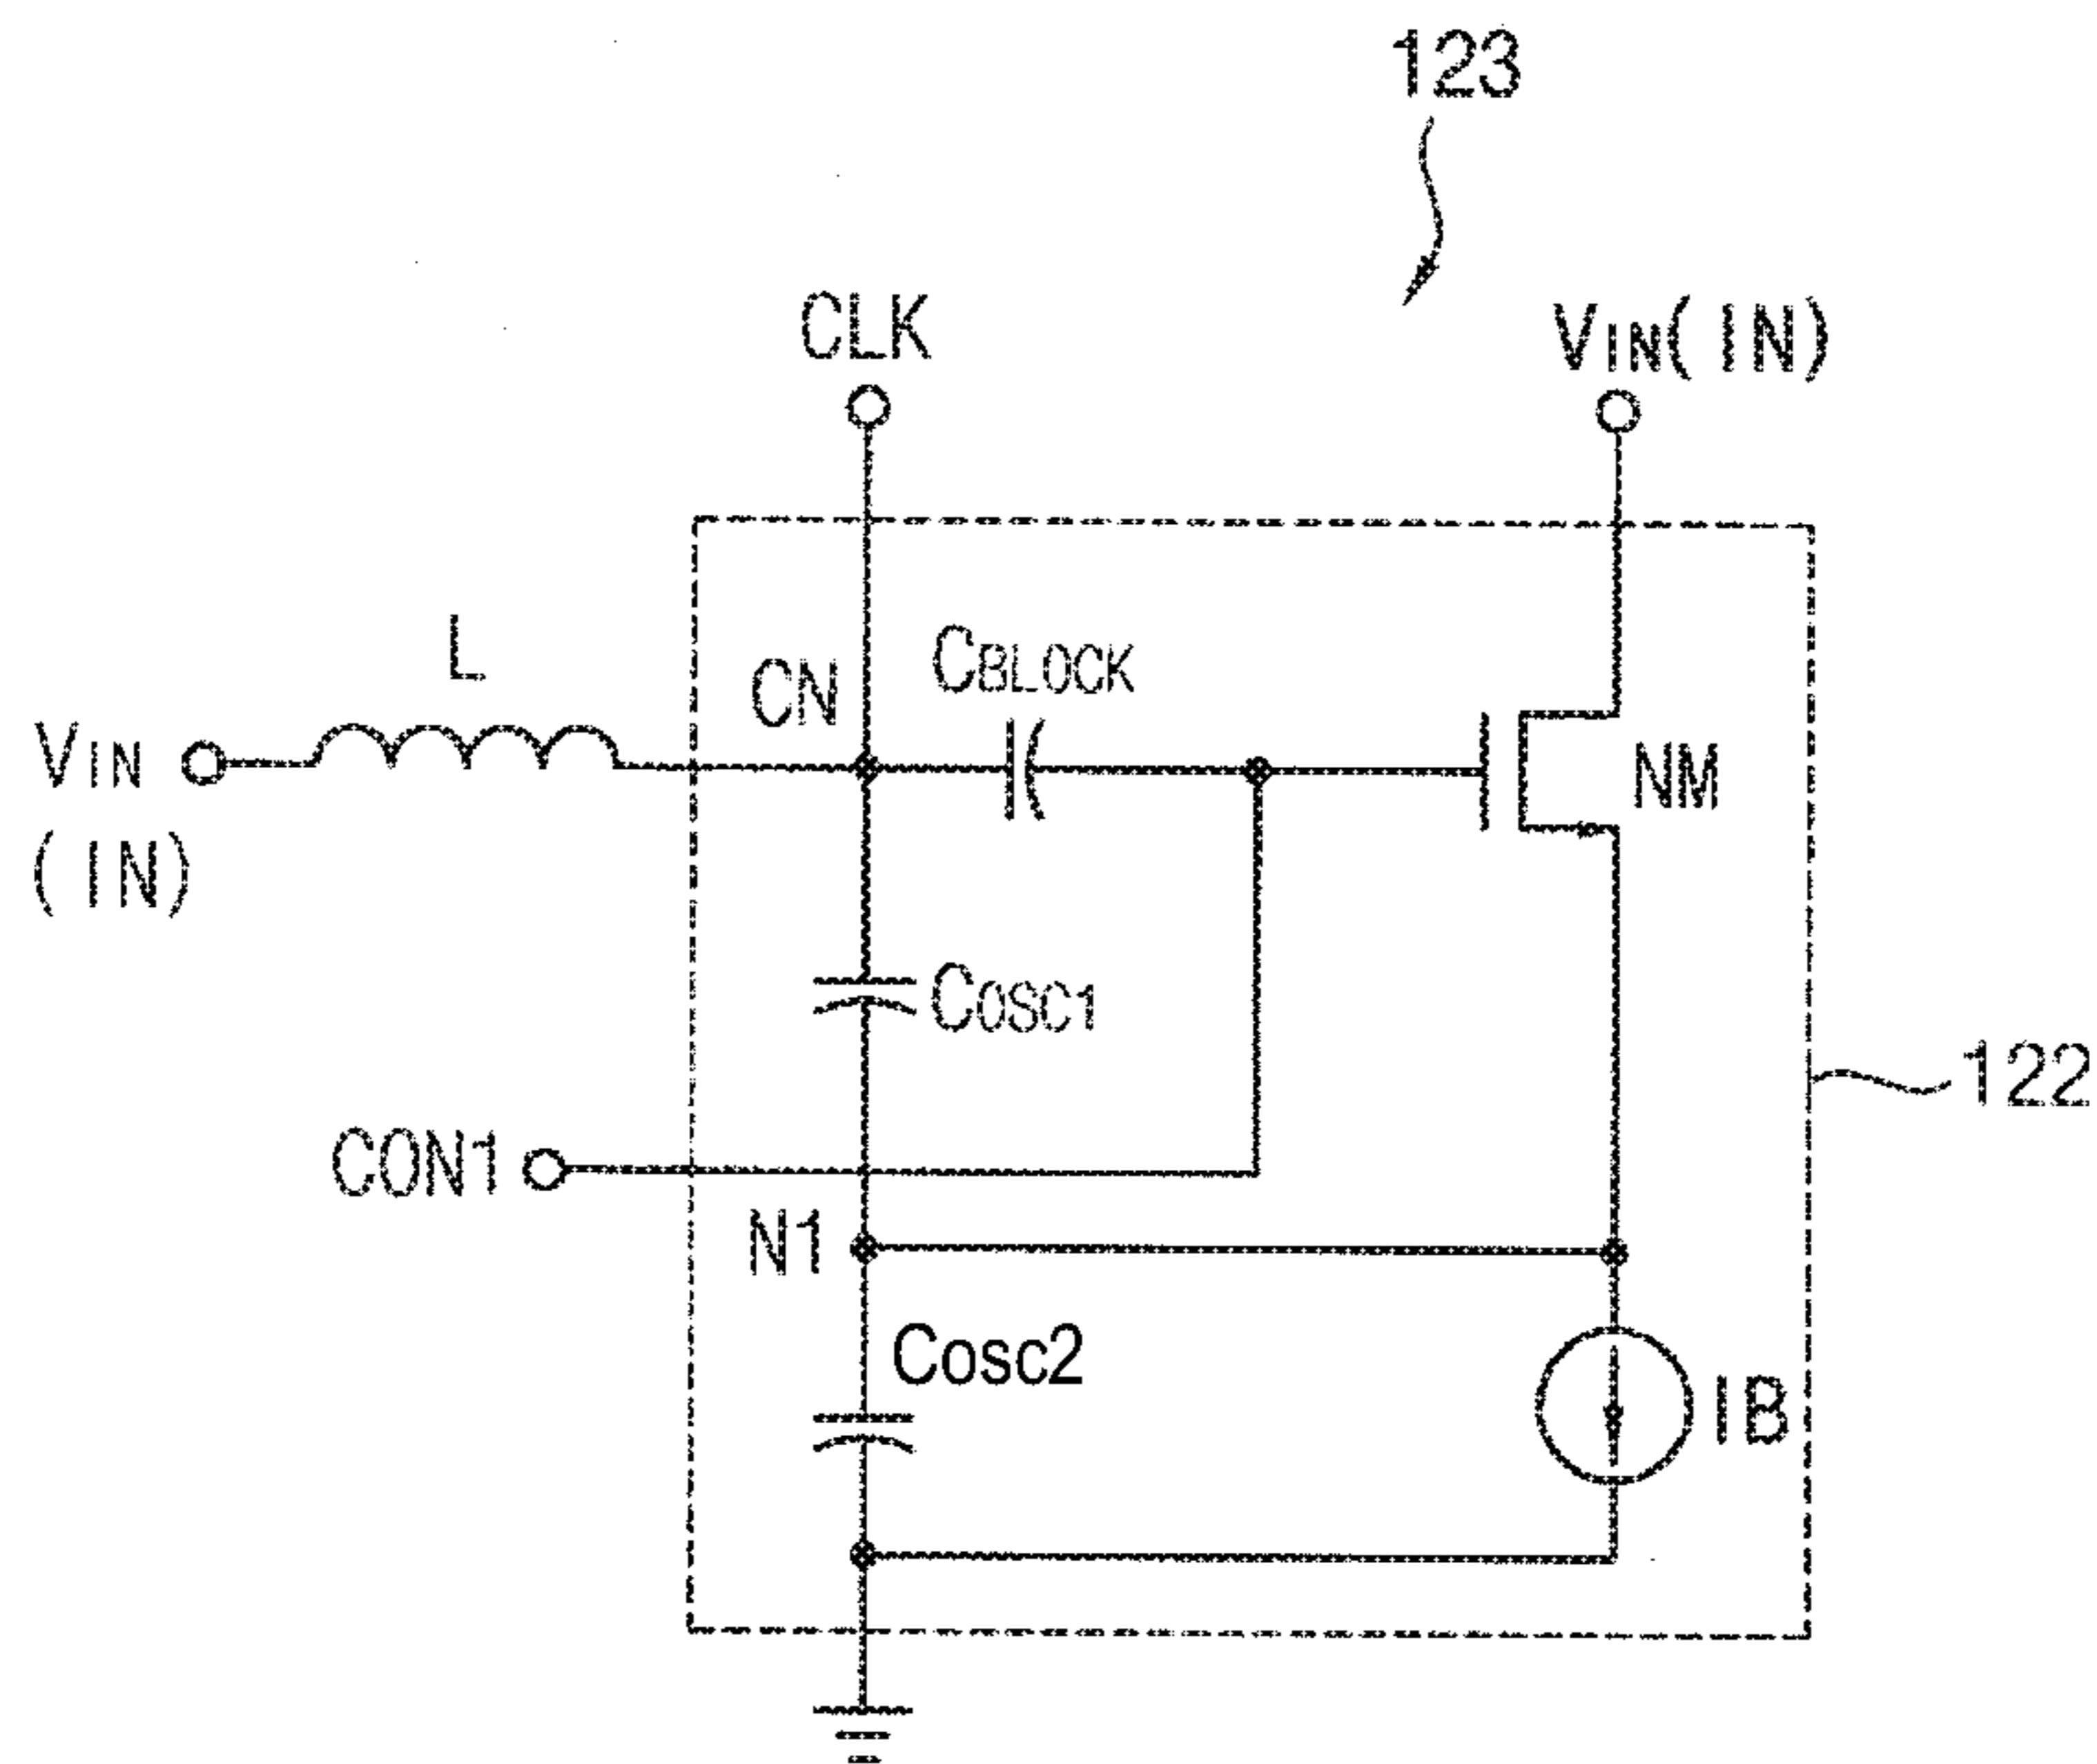 123
CLK
VIN(IN)
L
CN
CBLOCK
VIN
(IN)
NM
COSC1
122
CON1
N1
Cosc2
IB